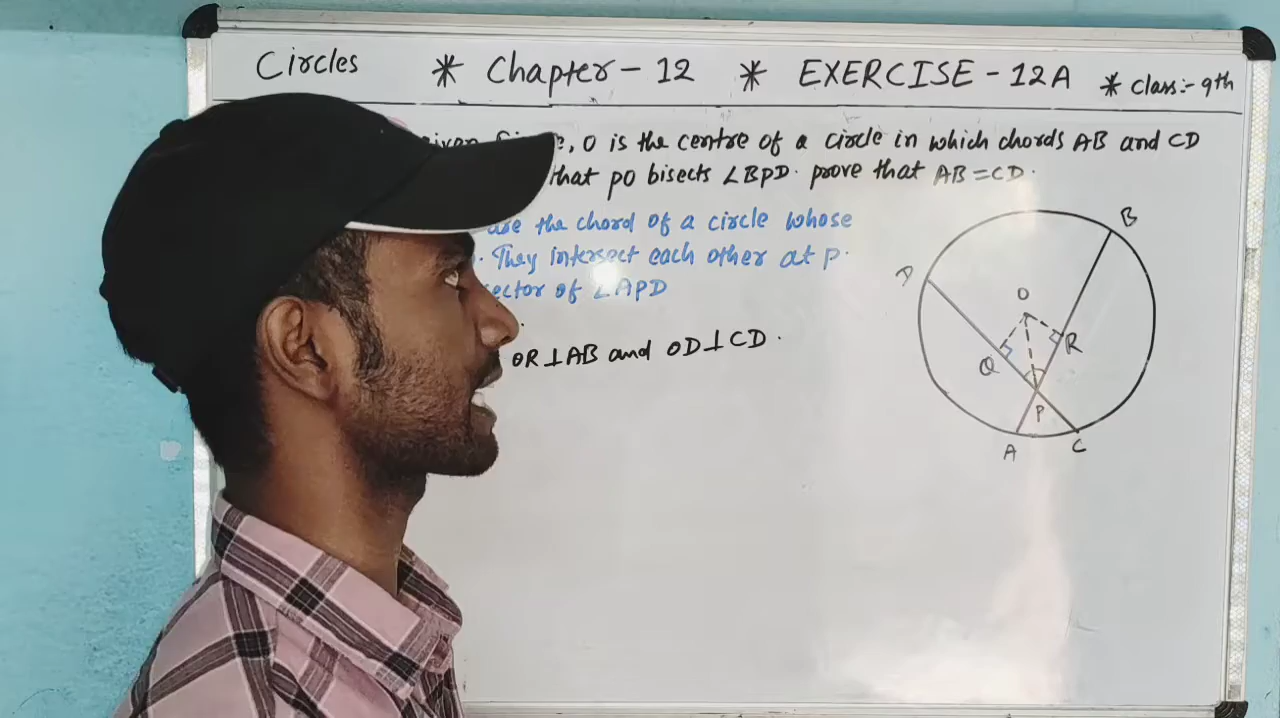 Circles * Chapter-12 * EXERCISE-12A * class:- 9th
O is the centre of a circle in which chords AB and CD
that PO bisects ∠BPD. prove that AB=CD.
are the chord of a circle whose
They intersect each other at P.
of ∠APD
OR⊥AB and OD⊥CD.
B
D
O
R
Q
P
A
C